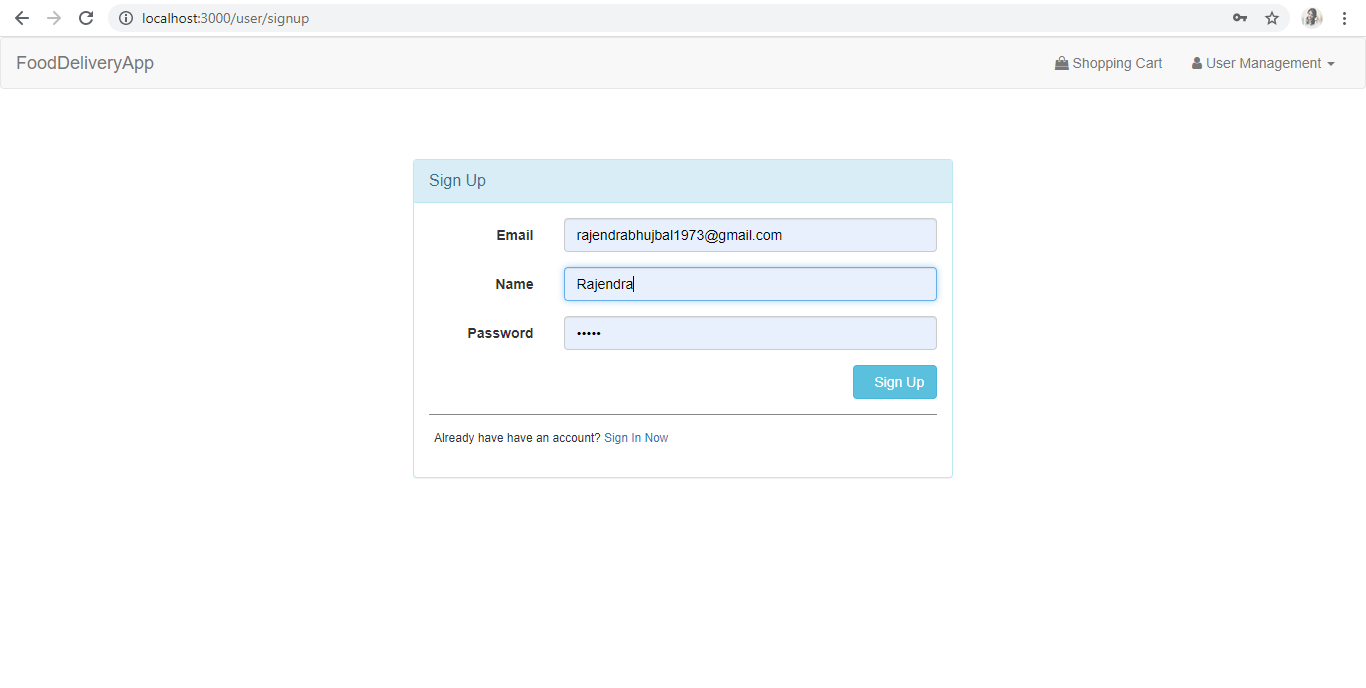 localhost:3000/user/signup
FoodDeliveryApp Shopping Cart User Management
Sign Up
Email rajendrabhujbal1973@gmail.com
Name Rajendra
Password •••••
Sign Up
Already have have an account? Sign In Now